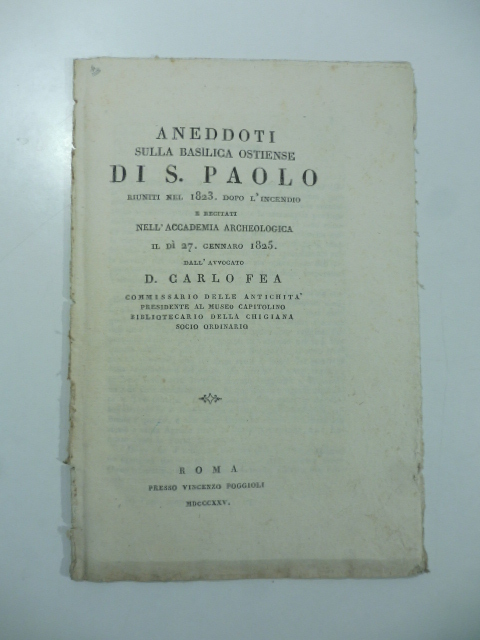 ANEDDOTI
SULLA BASILICA OSTIENSE
DI S. PAOLO
RIUNITI NEL 1823. DOPO L'INCENDIO
E RECITATI
NELL'ACCADEMIA ARCHEOLOGICA
IL DÌ 27. GENNARO 1825.
DALL'AVVOCATO
D. CARLO FEA
COMMISSARIO DELLE ANTICHITA'
PRESIDENTE AL MUSEO CAPITOLINO
BIBLIOTECARIO DELLA CHIGIANA
SOCIO ORDINARIO
ROMA
PRESSO VINCENZO POGGIOLI
MDCCCXXV.